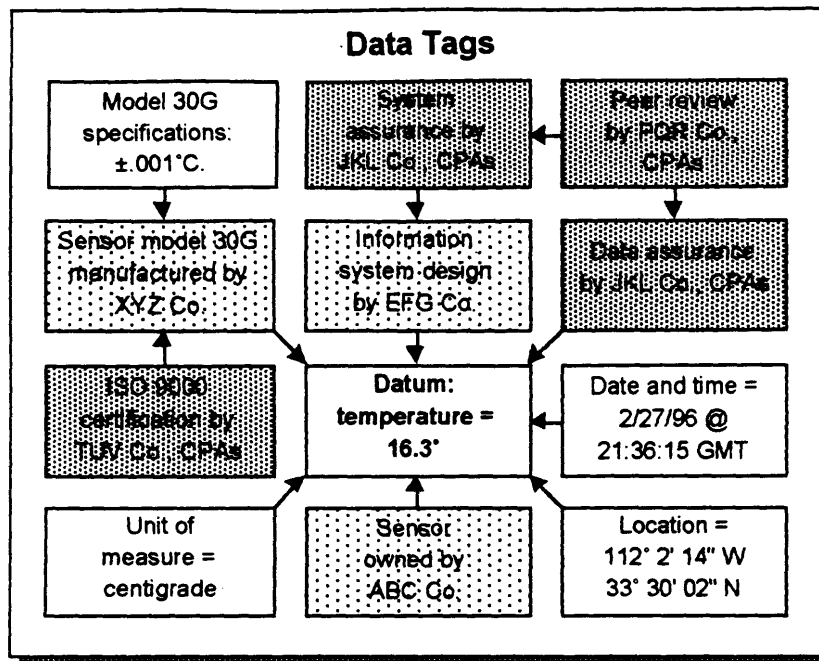 Data Tags
Model 30G
specifications:
±.001°C.
System
assurance by
JKL Co., CPAs
Peer review
by PQR Co.,
CPAs
Sensor model 30G
manufactured by
XYZ Co.
Information
system design
by EFG Co.
Data assurance
by JKL Co., CPAs
ISO 9000
certification by
TUV Co., CPAs
Datum:
temperature =
16.3°
Date and time =
2/27/96 @
21:36:15 GMT
Unit of
measure =
centigrade
Sensor
owned by
ABC Co.
Location =
112° 2' 14" W
33° 30' 02" N